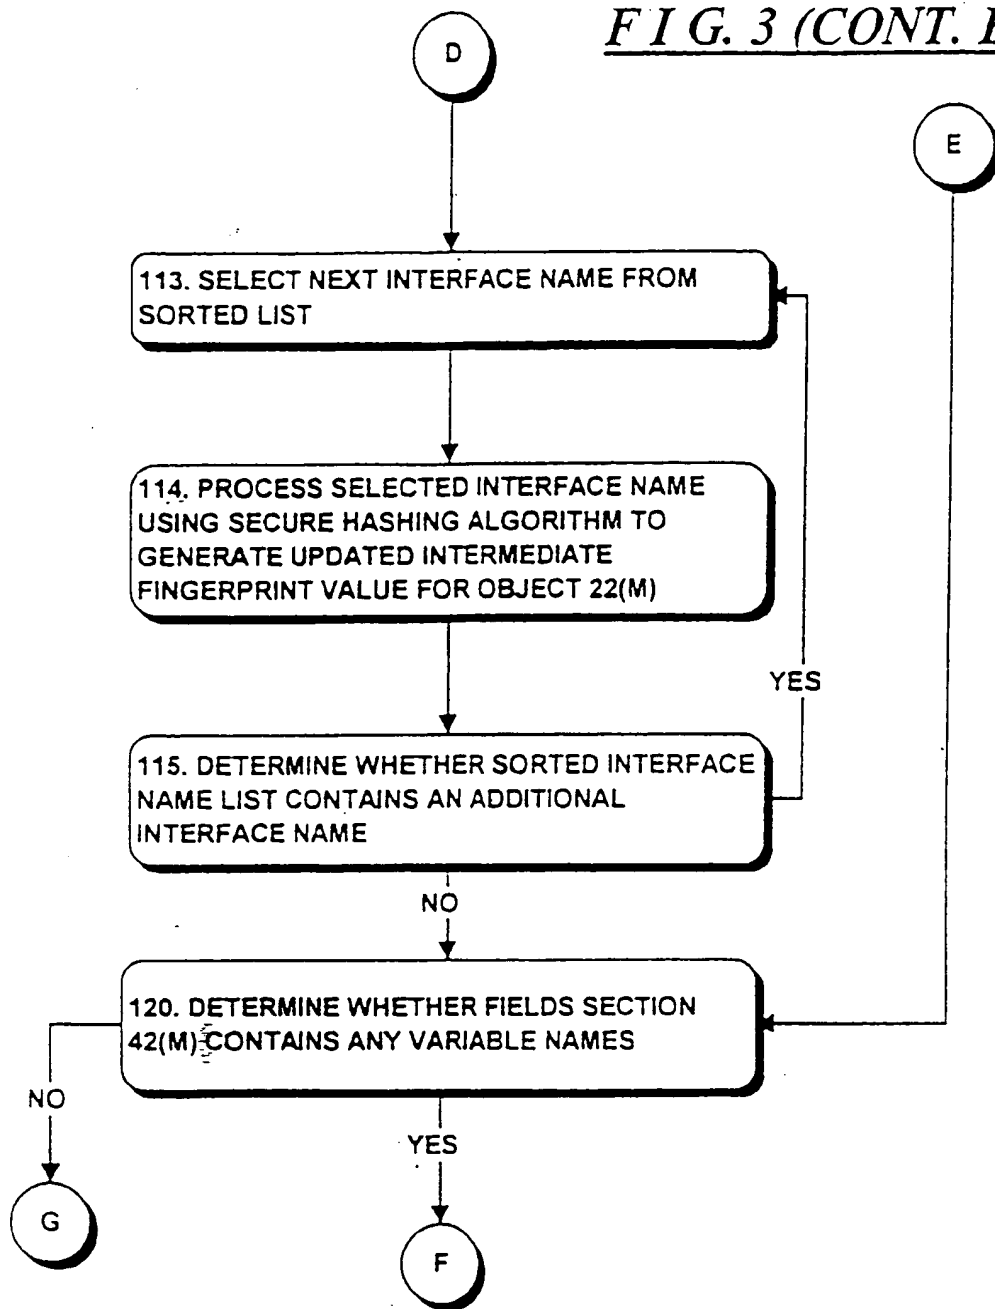 FIG. 3 (CONT.
D
E
113. SELECT NEXT INTERFACE NAME FROM
SORTED LIST
114. PROCESS SELECTED INTERFACE NAME
USING SECURE HASHING ALGORITHM TO
GENERATE UPDATED INTERMEDIATE
FINGERPRINT VALUE FOR OBJECT 22(M)
YES
115. DETERMINE WHETHER SORTED INTERFACE
NAME LIST CONTAINS AN ADDITIONAL
INTERFACE NAME
NO
120. DETERMINE WHETHER FIELDS SECTION
42(M) CONTAINS ANY VARIABLE NAMES
NO
YES
G
F